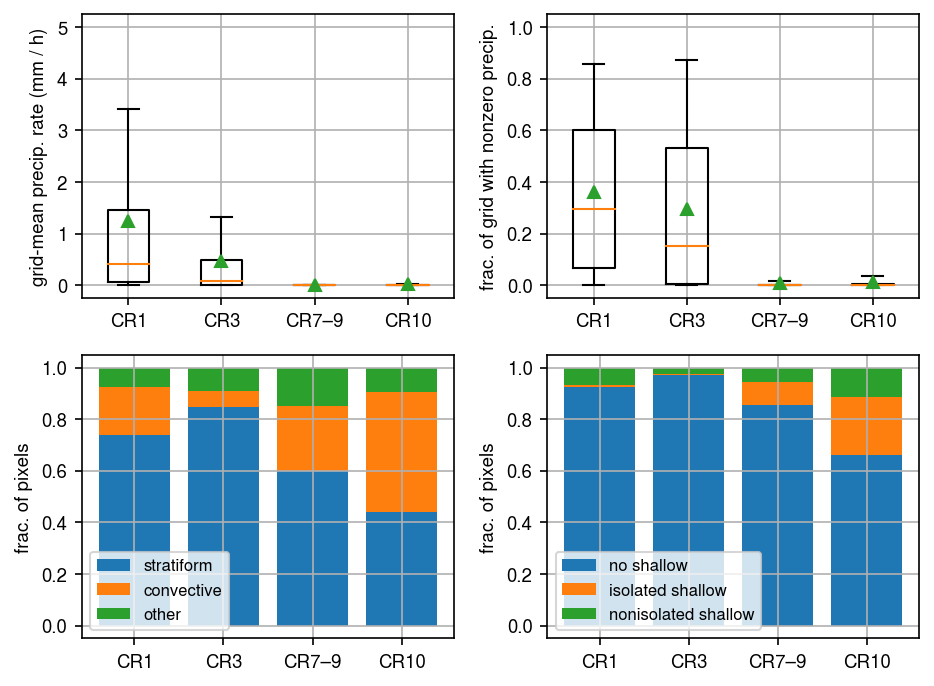 grid-mean precip. rate (mm / h)
5
4
3
2
1
0
CR1 CR3 CR7–9 CR10
frac. of grid with nonzero precip.
1.0
0.8
0.6
0.4
0.2
0.0
CR1 CR3 CR7–9 CR10
frac. of pixels
1.0
0.8
0.6
0.4
0.2
0.0
stratiform
convective
other
CR1 CR3 CR7–9 CR10
frac. of pixels
1.0
0.8
0.6
0.4
0.2
0.0
no shallow
isolated shallow
nonisolated shallow
CR1 CR3 CR7–9 CR10